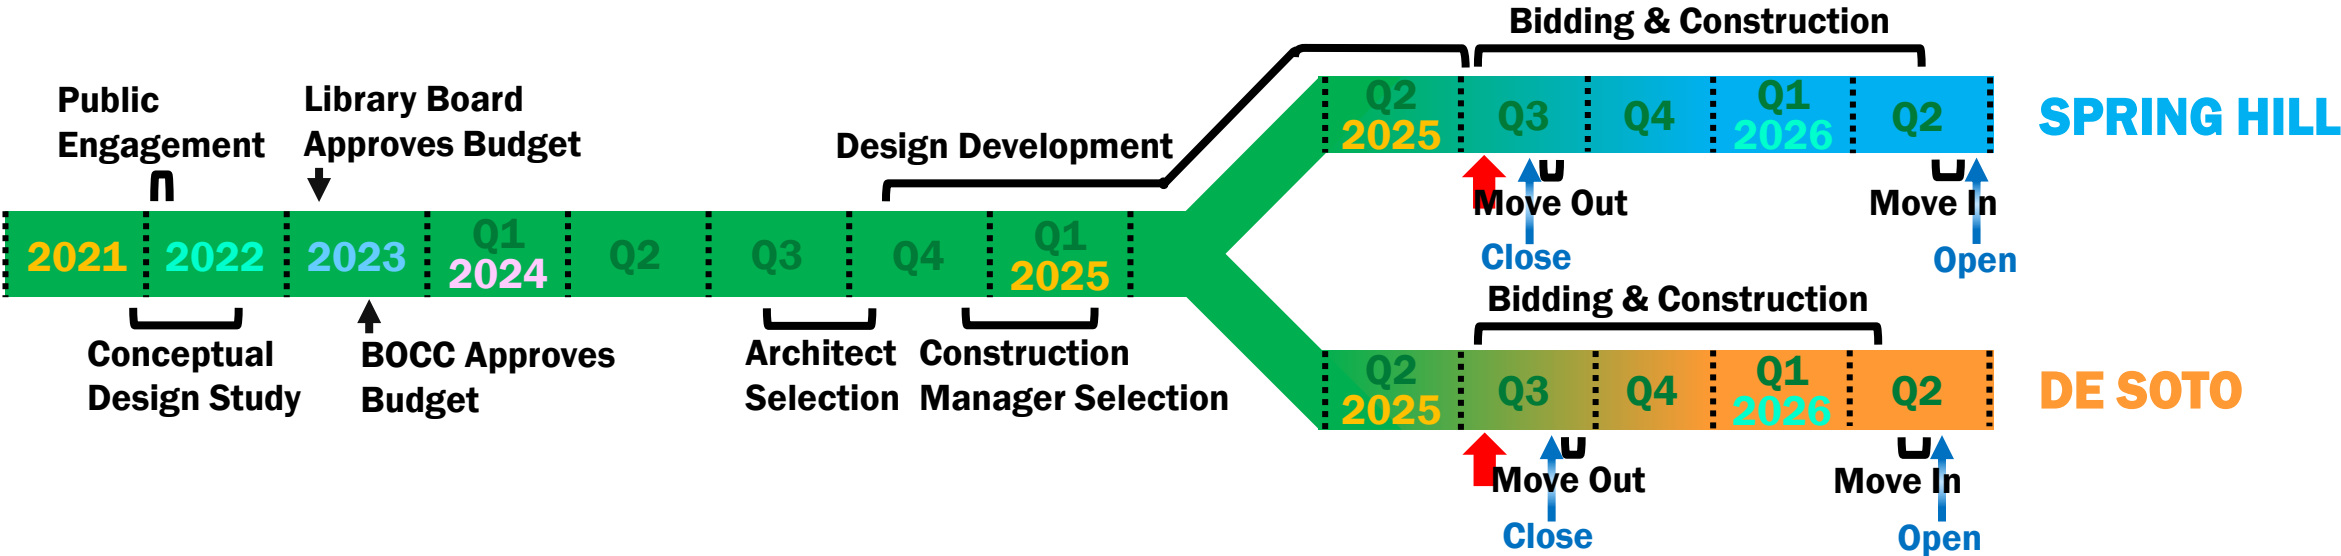 Bidding & Construction
Public
Engagement
Library Board
Approves Budget
Design Development
Q2
2025
Q3
Q4
Q1
2026
Q2
SPRING HILL
Move Out
Close
Move In
Open
2021
2022
2023
Q1
2024
Q2
Q3
Q4
Q1
2025
Conceptual
Design Study
BOCC Approves
Budget
Architect
Selection
Construction
Manager Selection
Bidding & Construction
Q2
2025
Q3
Q4
Q1
2026
Q2
DE SOTO
Move Out
Close
Move In
Open